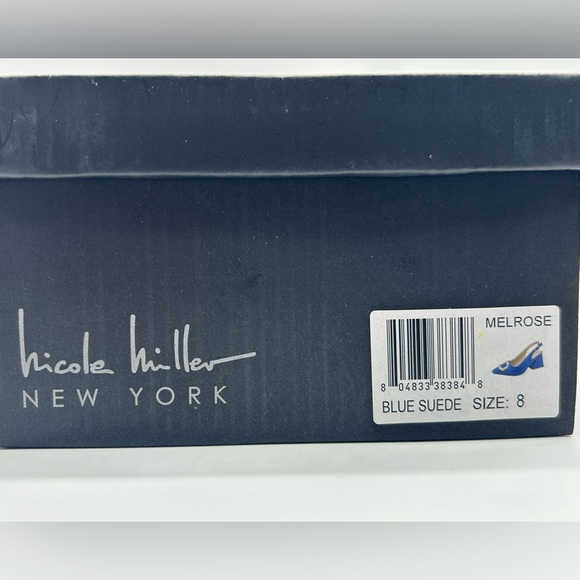 nicole miller
NEW YORK
MELROSE
8 04833 38384 8
BLUE SUEDE SIZE: 8